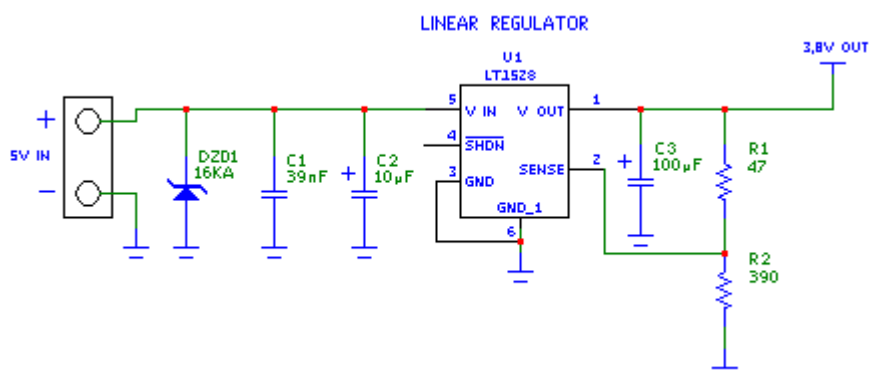 LINEAR REGULATOR
3,8V OUT
U1
LT1528
5
V IN
V OUT
1
+
5V IN
−
4
SHDN
3
GND
SENSE
2
GND_1
6
DZD1
16KA
C1
39nF
+
C2
10µF
+
C3
100µF
R1
47
R2
390